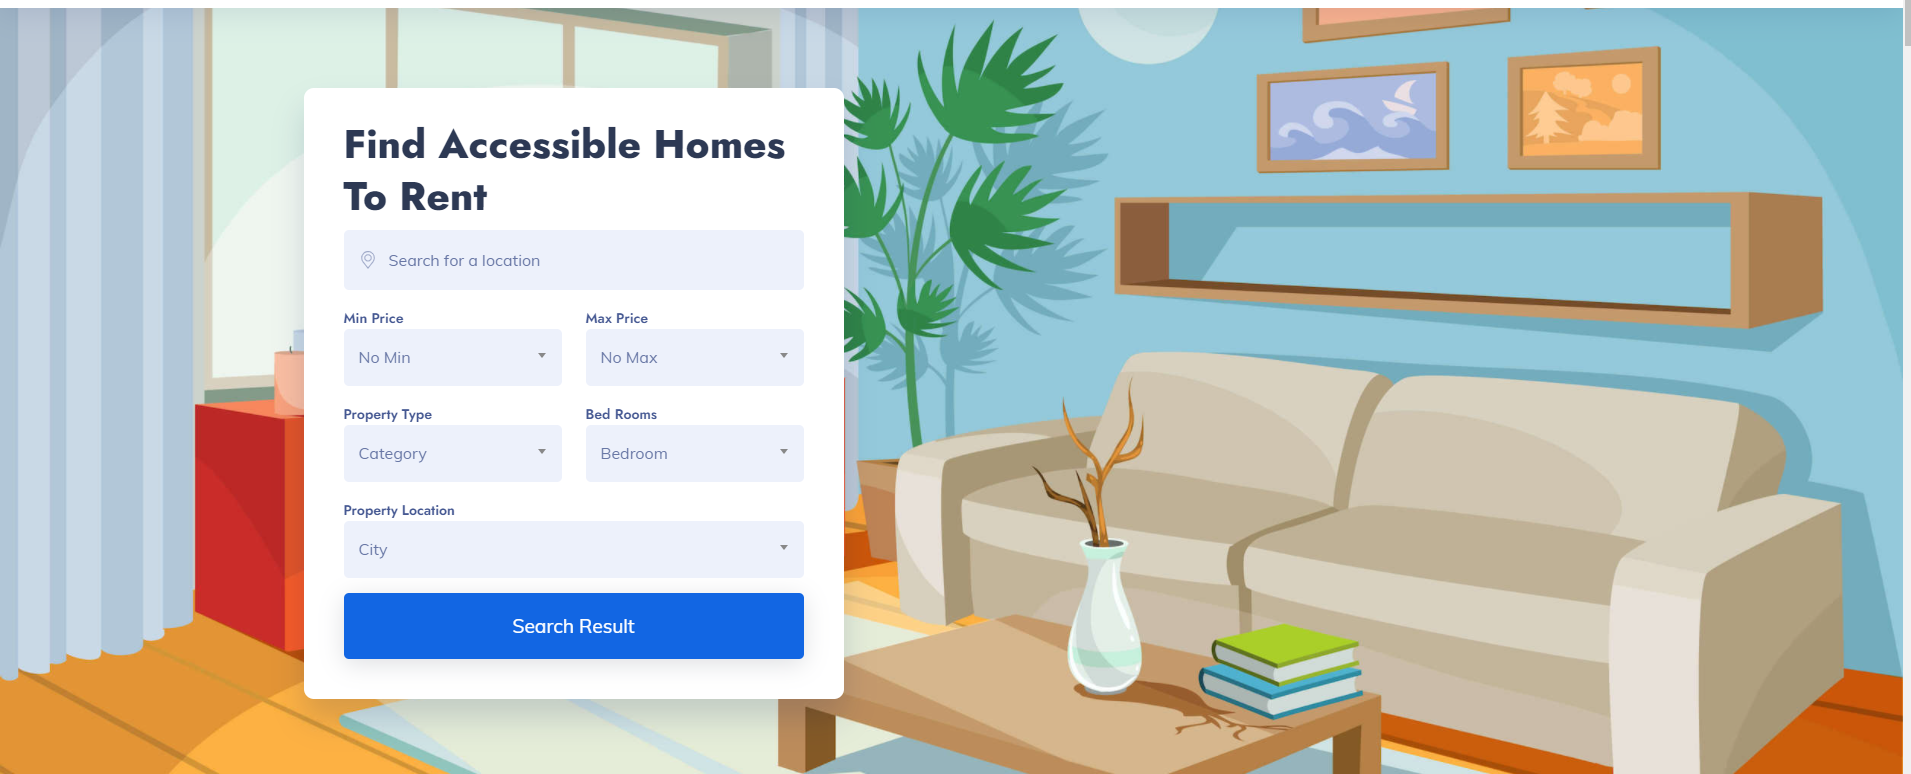 Find Accessible Homes
To Rent
Search for a location
Min Price
Max Price
No Min
No Max
Property Type
Bed Rooms
Category
Bedroom
Property Location
City
Search Result